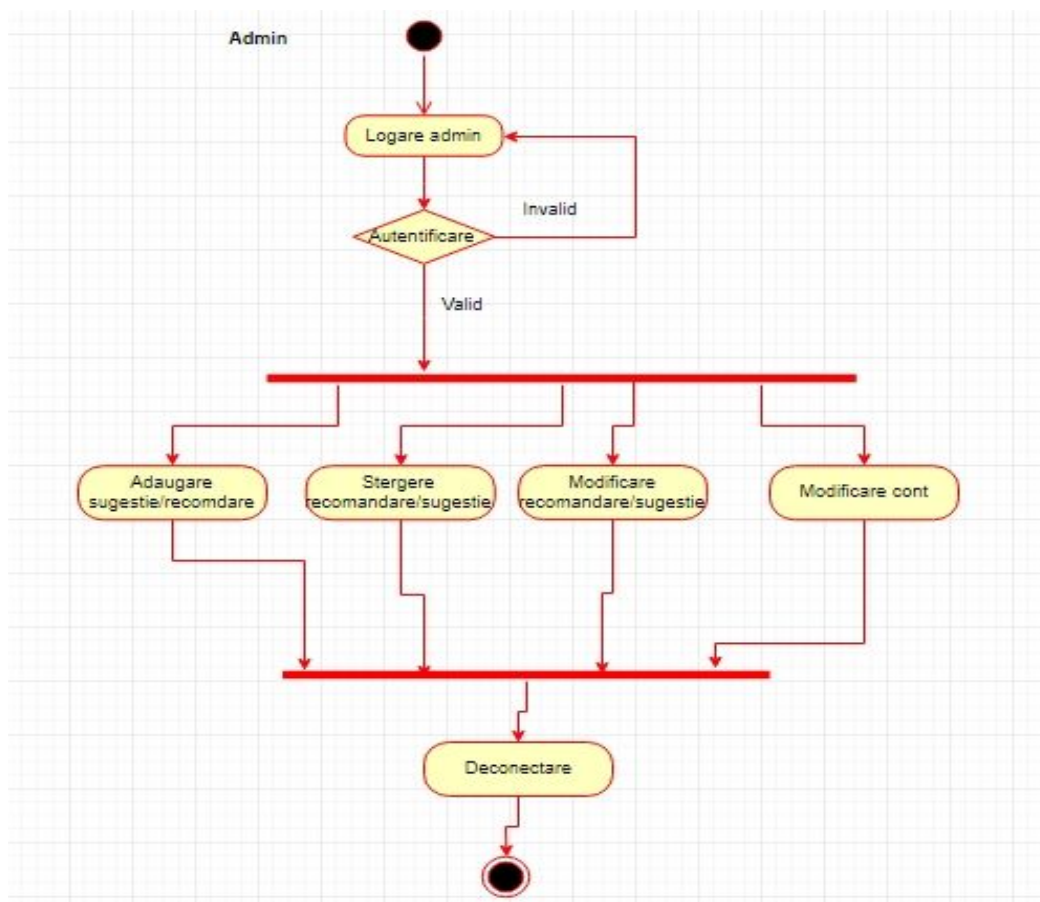 Admin
Logare admin
Invalid
Autentificare
Valid
Adaugare
sugestie/recomdare
Stergere
recomandare/sugestie
Modificare
recomandare/sugestie
Modificare cont
Deconectare